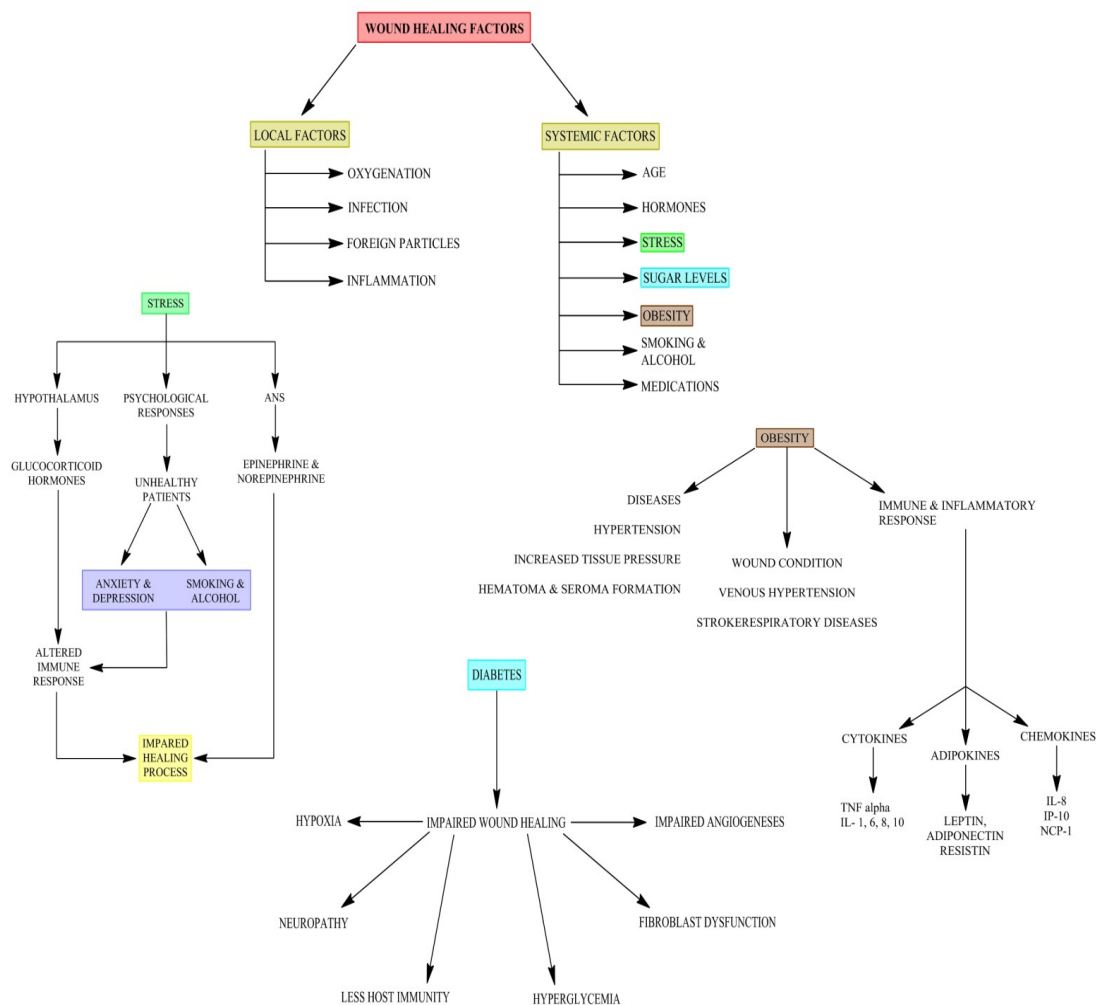 WOUND HEALING FACTORS
LOCAL FACTORS
OXYGENATION
INFECTION
FOREIGN PARTICLES
INFLAMMATION
SYSTEMIC FACTORS
AGE
HORMONES
STRESS
SUGAR LEVELS
OBESITY
SMOKING &
ALCOHOL
MEDICATIONS
STRESS
HYPOTHALAMUS
GLUCOCORTICOID
HORMONES
PSYCHOLOGICAL
RESPONSES
UNHEALTHY
PATIENTS
ANS
EPINEPHRINE &
NOREPINEPHRINE
ANXIETY &
DEPRESSION
SMOKING &
ALCOHOL
ALTERED
IMMUNE
RESPONSE
IMPARED
HEALING
PROCESS
OBESITY
DISEASES
HYPERTENSION
INCREASED TISSUE PRESSURE
HEMATOMA & SEROMA FORMATION
WOUND CONDITION
VENOUS HYPERTENSION
STROKERESPIRATORY DISEASES
IMMUNE & INFLAMMATORY
RESPONSE
CYTOKINES
TNF alpha
IL- 1, 6, 8, 10
ADIPOKINES
LEPTIN,
ADIPONECTIN
RESISTIN
CHEMOKINES
IL-8
IP-10
NCP-1
DIABETES
IMPAIRED WOUND HEALING
HYPOXIA
IMPAIRED ANGIOGENESES
NEUROPATHY
FIBROBLAST DYSFUNCTION
LESS HOST IMMUNITY
HYPERGLYCEMIA